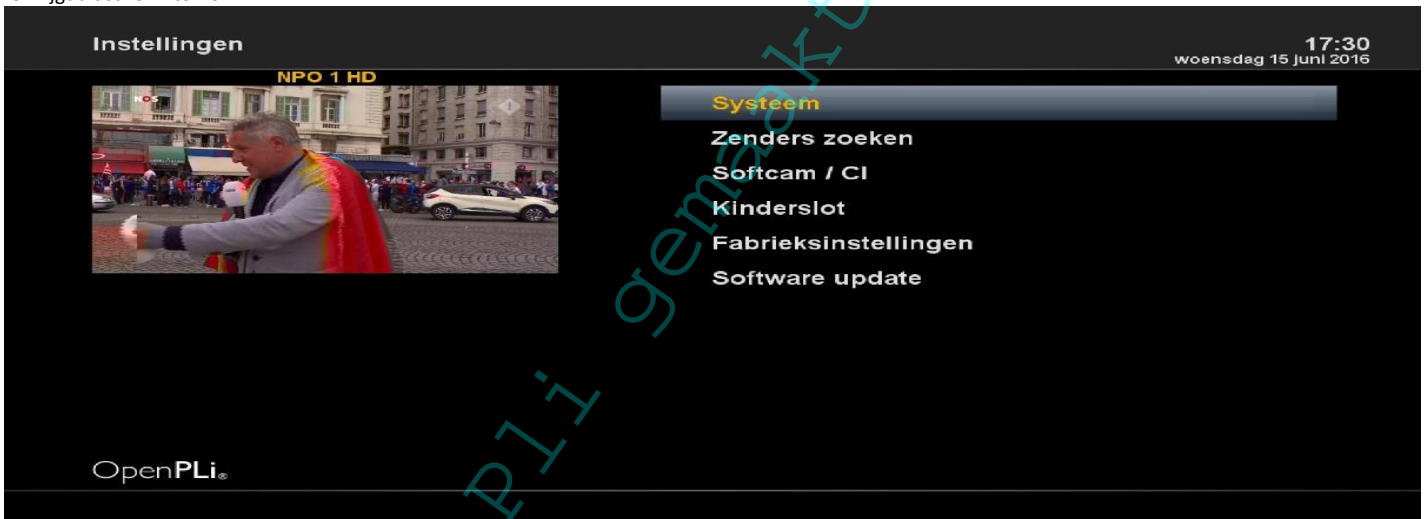 Instellingen
17:30
woensdag 15 juni 2016
NPO 1 HD
NOS
Systeem
Zenders zoeken
Softcam / CI
Kinderslot
Fabrieksinstellingen
Software update
OpenPLi®
pli gemaakt